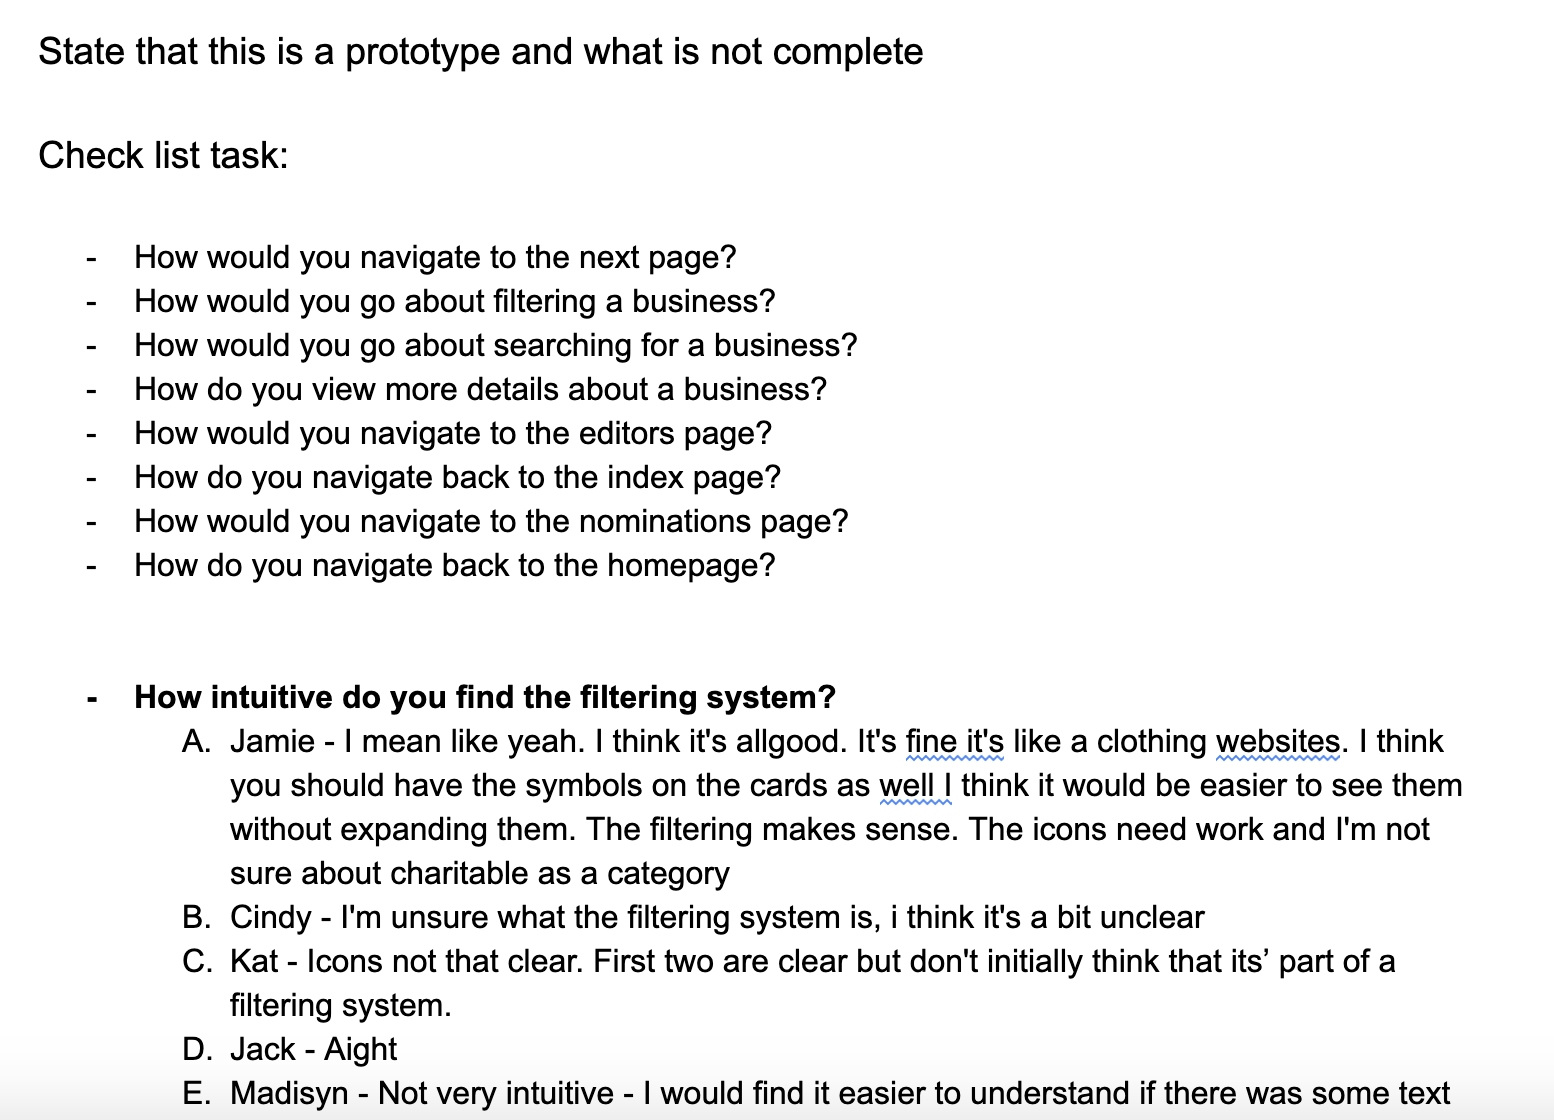 State that this is a prototype and what is not complete
Check list task:
- How would you navigate to the next page?
- How would you go about filtering a business?
- How would you go about searching for a business?
- How do you view more details about a business?
- How would you navigate to the editors page?
- How do you navigate back to the index page?
- How would you navigate to the nominations page?
- How do you navigate back to the homepage?
- How intuitive do you find the filtering system?
A. Jamie - I mean like yeah. I think it's allgood. It's fine it's like a clothing websites. I think
you should have the symbols on the cards as well I think it would be easier to see them
without expanding them. The filtering makes sense. The icons need work and I'm not
sure about charitable as a category
B. Cindy - I'm unsure what the filtering system is, i think it's a bit unclear
C. Kat - Icons not that clear. First two are clear but don't initially think that its’ part of a
filtering system.
D. Jack - Aight
E. Madisyn - Not very intuitive - I would find it easier to understand if there was some text